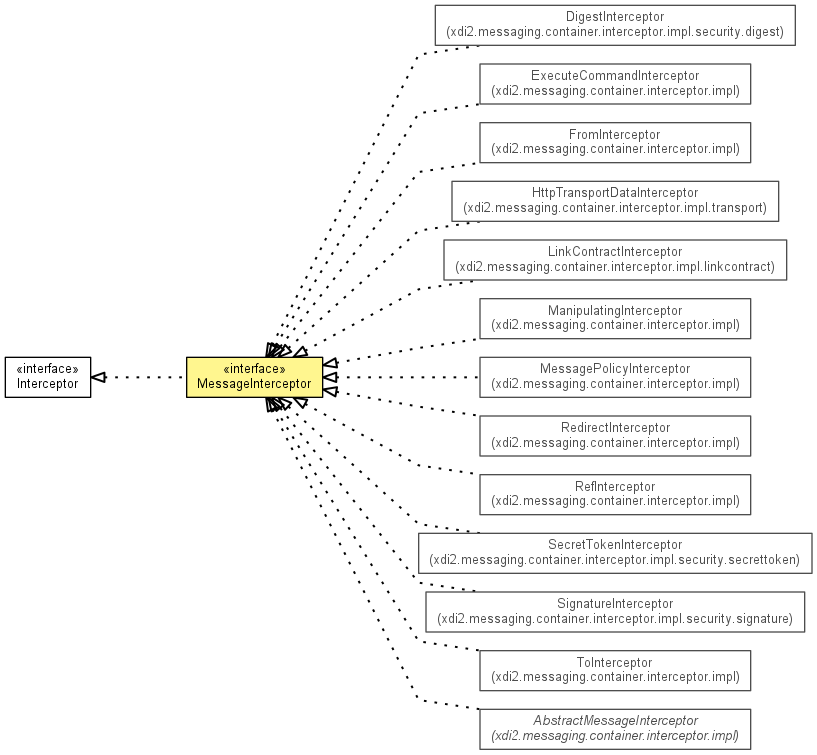 DigestInterceptor
(xdi2.messaging.container.interceptor.impl.security.digest)
ExecuteCommandInterceptor
(xdi2.messaging.container.interceptor.impl)
FromInterceptor
(xdi2.messaging.container.interceptor.impl)
HttpTransportDataInterceptor
(xdi2.messaging.container.interceptor.impl.transport)
LinkContractInterceptor
(xdi2.messaging.container.interceptor.impl.linkcontract)
ManipulatingInterceptor
(xdi2.messaging.container.interceptor.impl)
«interface»
Interceptor
«interface»
MessageInterceptor
MessagePolicyInterceptor
(xdi2.messaging.container.interceptor.impl)
RedirectInterceptor
(xdi2.messaging.container.interceptor.impl)
RefInterceptor
(xdi2.messaging.container.interceptor.impl)
SecretTokenInterceptor
(xdi2.messaging.container.interceptor.impl.security.secrettoken)
SignatureInterceptor
(xdi2.messaging.container.interceptor.impl.security.signature)
ToInterceptor
(xdi2.messaging.container.interceptor.impl)
AbstractMessageInterceptor
(xdi2.messaging.container.interceptor.impl)